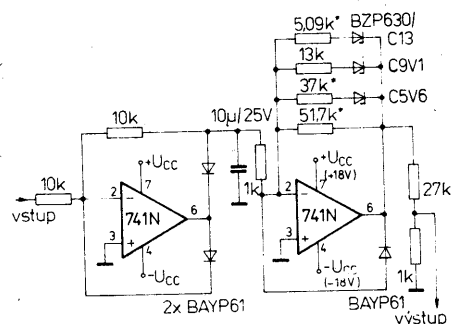 5,09k* BZP630/
C13
13k
C9V1
37k*
C5V6
51,7k*
10k
10µ/25V
10k
vstup
+UCC
7
2
−
741N
6
3
+
4
−UCC
2x BAYP61
1k
+UCC
(+18V)
7
2
−
741N
6
3
+
4
−UCC
(−18V)
BAYP61
27k
1k
výstup